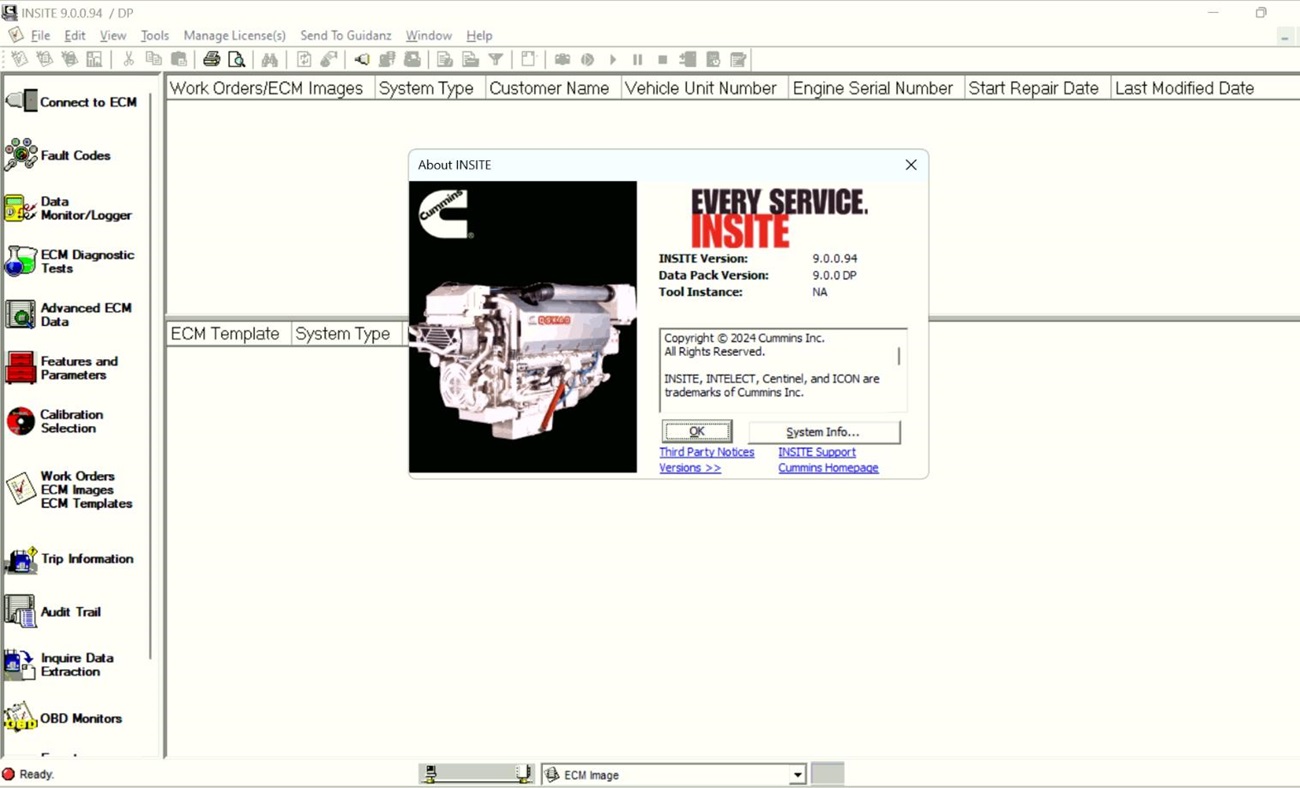 INSITE 9.0.0.94 / DP
File Edit View Tools Manage License(s) Send To Guidanz Window Help
Connect to ECM
Fault Codes
Data
Monitor/Logger
ECM Diagnostic
Tests
Advanced ECM
Data
Features and
Parameters
Calibration
Selection
Work Orders
ECM Images
ECM Templates
Trip Information
Audit Trail
Inquire Data
Extraction
OBD Monitors
Work Orders/ECM Images System Type Customer Name Vehicle Unit Number Engine Serial Number Start Repair Date Last Modified Date
ECM Template System Type
About INSITE
Cummins
EVERY SERVICE.
INSITE
INSITE Version: 9.0.0.94
Data Pack Version: 9.0.0 DP
Tool Instance: NA
Copyright © 2024 Cummins Inc.
All Rights Reserved.
INSITE, INTELECT, Centinel, and ICON are
trademarks of Cummins Inc.
OK System Info...
Third Party Notices INSITE Support
Versions >> Cummins Homepage
Ready.
ECM Image